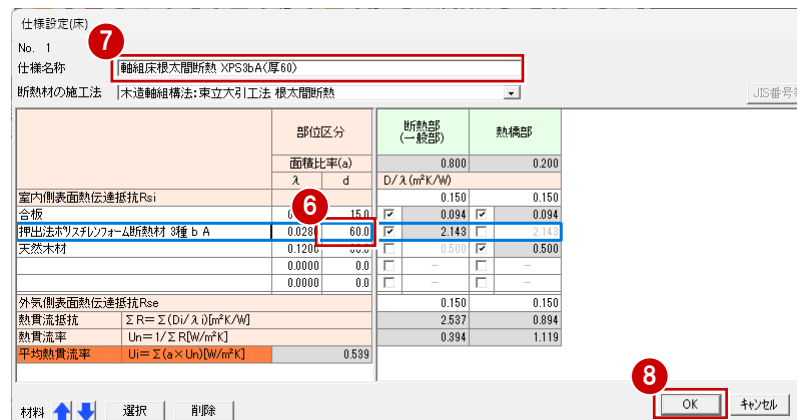 仕様設定(床)
7
No. 1
仕様名称 軸組床根太間断熱 XPS3bA(厚60)
断熱材の施工法 木造軸組構法:束立大引工法 根太間断熱
部位区分 断熱部(一般部) 熱橋部
面積比率(a) 0.800 0.200
λ d D/λ(m²K/W)
室内側表面熱伝達抵抗Rsi 0.150 0.150
6
合板 15.0 0.094 0.094
押出法ポリスチレンフォーム断熱材 3種 b A 0.0280 60.0 2.143 2.143
天然木材 0.1200 0.500 0.500
0.0000 0.0 － －
0.0000 0.0 － －
外気側表面熱伝達抵抗Rse 0.150 0.150
熱貫流抵抗 ΣR=Σ(Di/λi)[m²K/W] 2.537 0.894
熱貫流率 Un=1/ΣR[W/m²K] 0.394 1.119
平均熱貫流率 Ui=Σ(a×Un)[W/m²K] 0.539
8
材料 選択 削除 OK キャンセル